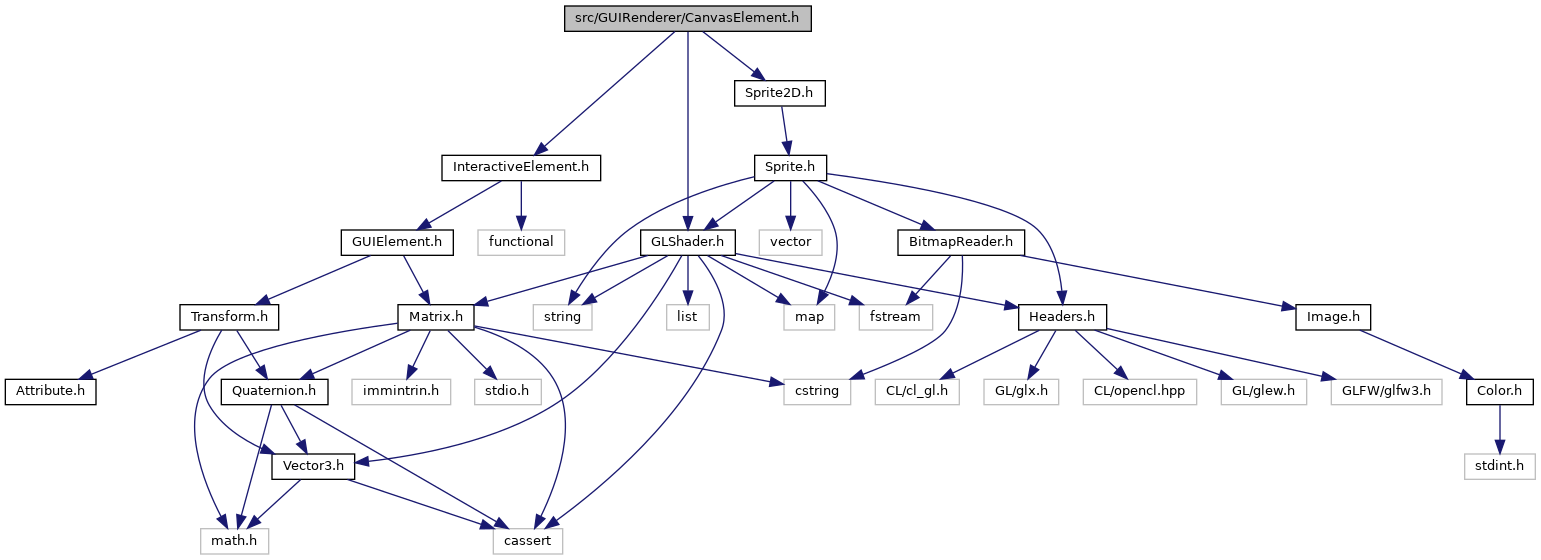 src/GUIRenderer/CanvasElement.h
Sprite2D.h
InteractiveElement.h
Sprite.h
GUIElement.h
functional
GLShader.h
vector
BitmapReader.h
Transform.h
Matrix.h
string
list
map
fstream
Headers.h
Image.h
Attribute.h
Quaternion.h
immintrin.h
stdio.h
cstring
CL/cl_gl.h
GL/glx.h
CL/opencl.hpp
GL/glew.h
GLFW/glfw3.h
Color.h
Vector3.h
stdint.h
math.h
cassert